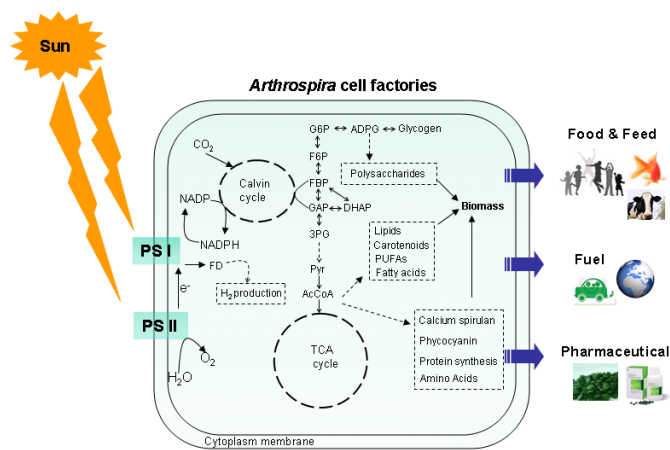 Sun
Arthrospira cell factories
G6P
ADPG
Glycogen
CO2
F6P
Polysaccharides
Calvin
cycle
FBP
NADP
GAP
DHAP
Biomass
3PG
NADPH
Lipids
Carotenoids
PUFAs
Fatty acids
PS I
FD
Pyr
e-
H2 production
AcCoA
PS II
Calcium spirulan
Phycocyanin
Protein synthesis
Amino Acids
TCA
cycle
O2
H2O
Cytoplasm membrane
Food & Feed
Fuel
Pharmaceutical